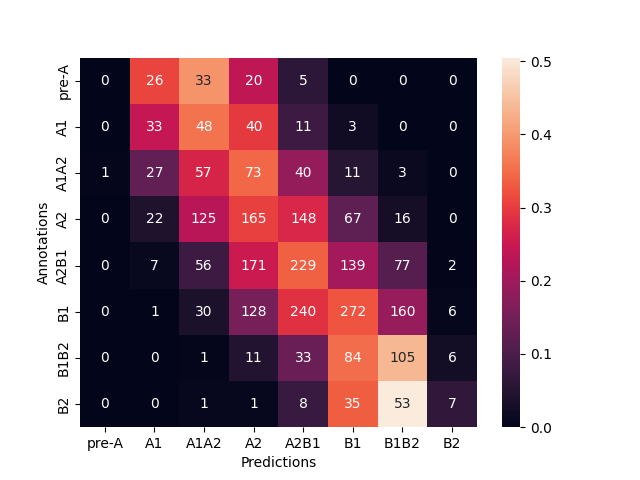 pre-A 0 26 33 20 5 0 0 0
A1 0 33 48 40 11 3 0 0
A1A2 1 27 57 73 40 11 3 0
A2 0 22 125 165 148 67 16 0
A2B1 0 7 56 171 229 139 77 2
B1 0 1 30 128 240 272 160 6
B1B2 0 0 1 11 33 84 105 6
B2 0 0 1 1 8 35 53 7
pre-A A1 A1A2 A2 A2B1 B1 B1B2 B2
Predictions
Annotations
0.5
0.4
0.3
0.2
0.1
0.0